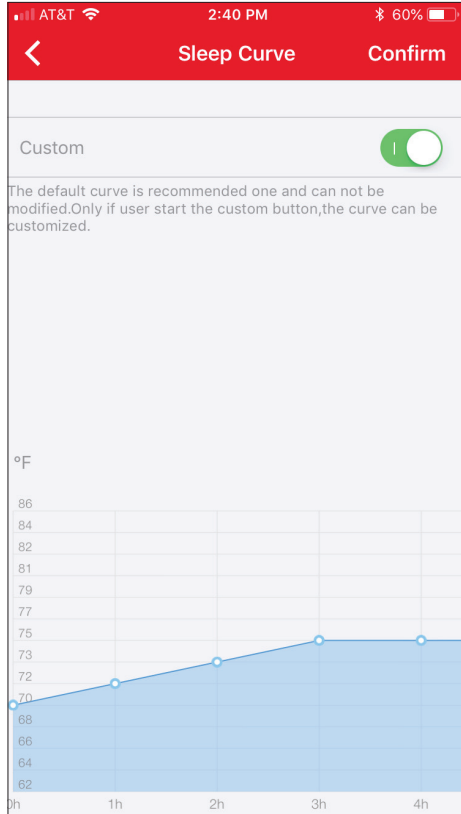 AT&T 2:40 PM 60%
Sleep Curve Confirm
Custom
The default curve is recommended one and can not be
modified.Only if user start the custom button,the curve can be
customized.
°F
86
84
82
81
79
77
75
73
72
70
68
66
64
62
0h 1h 2h 3h 4h